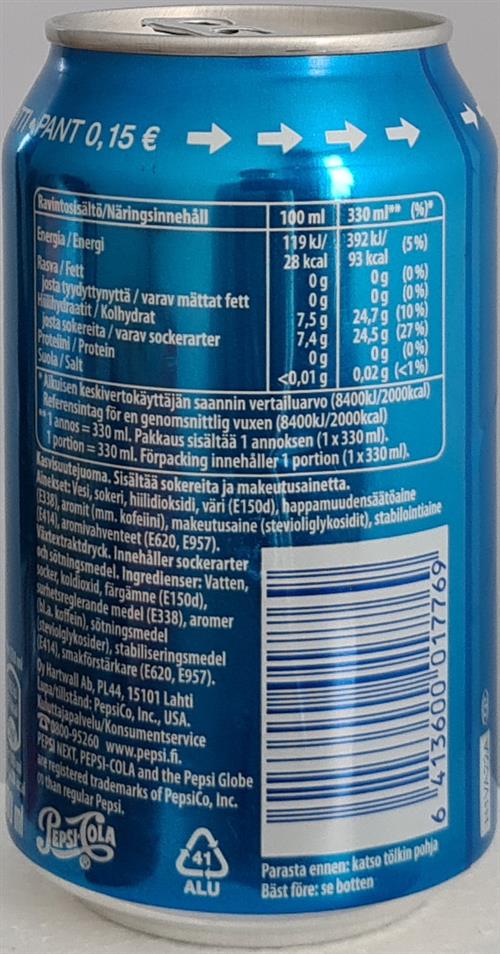 PANT 0,15 €
Ravintosisältö/Näringsinnehåll 100 ml 330 ml** (%)*
Energia / Energi 119 kJ/ 392 kJ/ (5%)
28 kcal 93 kcal
Rasva / Fett 0 g 0 g (0%)
josta tyydyttynyttä / varav mättat fett 0 g 0 g (0%)
Hiilihydraatit / Kolhydrat 7,5 g 24,7 g (10%)
josta sokereita / varav sockerarter 7,4 g 24,5 g (27%)
Proteiini / Protein 0 g 0 g (0%)
Suola / Salt <0,01 g 0,02 g (<1%)
* Aikuisen keskivertokäyttäjän saannin vertailuarvo (8400kJ/2000kcal)
Referensintag för en genomsnittlig vuxen (8400kJ/2000kcal)
** 1 annos = 330 ml. Pakkaus sisältää 1 annoksen (1 x 330 ml).
1 portion = 330 ml. Förpacking innehåller 1 portion (1 x 330 ml).
Kasvisuutejuoma. Sisältää sokereita ja makeutusainetta.
Ainekset: Vesi, sokeri, hiilidioksidi, väri (E150d), happamuudensäätöaine
(E338), aromit (mm. kofeiini), makeutusaine (stevioliglykosidit), stabilointiaine
(E414), aromivahventeet (E620, E957).
Växtextraktdryck. Innehåller sockerarter
och sötningsmedel. Ingredienser: Vatten,
socker, koldioxid, färgämne (E150d),
surhetsreglerande medel (E338), aromer
(bl.a. koffein), sötningsmedel
(steviolglykosider), stabiliseringsmedel
(E414), smakförstärkare (E620, E957).
Oy Hartwall Ab, PL44, 15101 Lahti
Lupa/tillstånd: PepsiCo, Inc., USA.
Kuluttajapalvelu/Konsumentservice
☎0800-95260 www.pepsi.fi.
PEPSI NEXT, PEPSI-COLA and the Pepsi Globe
are registered trademarks of PepsiCo, Inc.
than regular Pepsi.
PEPSI-COLA
®
41
ALU
6 413600 017769
Parasta ennen: katso tölkin pohja
Bäst före: se botten